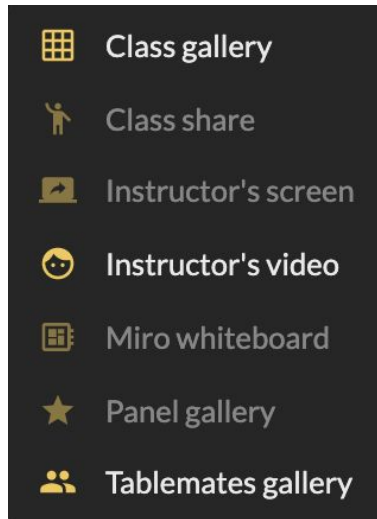 Class gallery
Class share
Instructor's screen
Instructor's video
Miro whiteboard
Panel gallery
Tablemates gallery